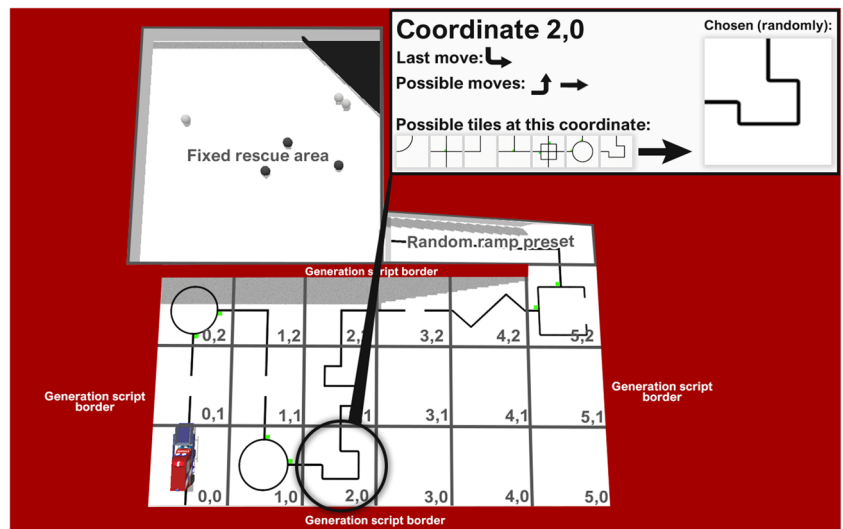 Coordinate 2,0
Last move:
Possible moves:
Possible tiles at this coordinate:
Chosen (randomly):
Fixed rescue area
Random ramp preset
Generation script border
0,2
1,2
2,2
3,2
4,2
5,2
Generation script
border
Generation script
border
0,1
1,1
3,1
4,1
5,1
0,0
1,0
2,0
3,0
4,0
5,0
Generation script border